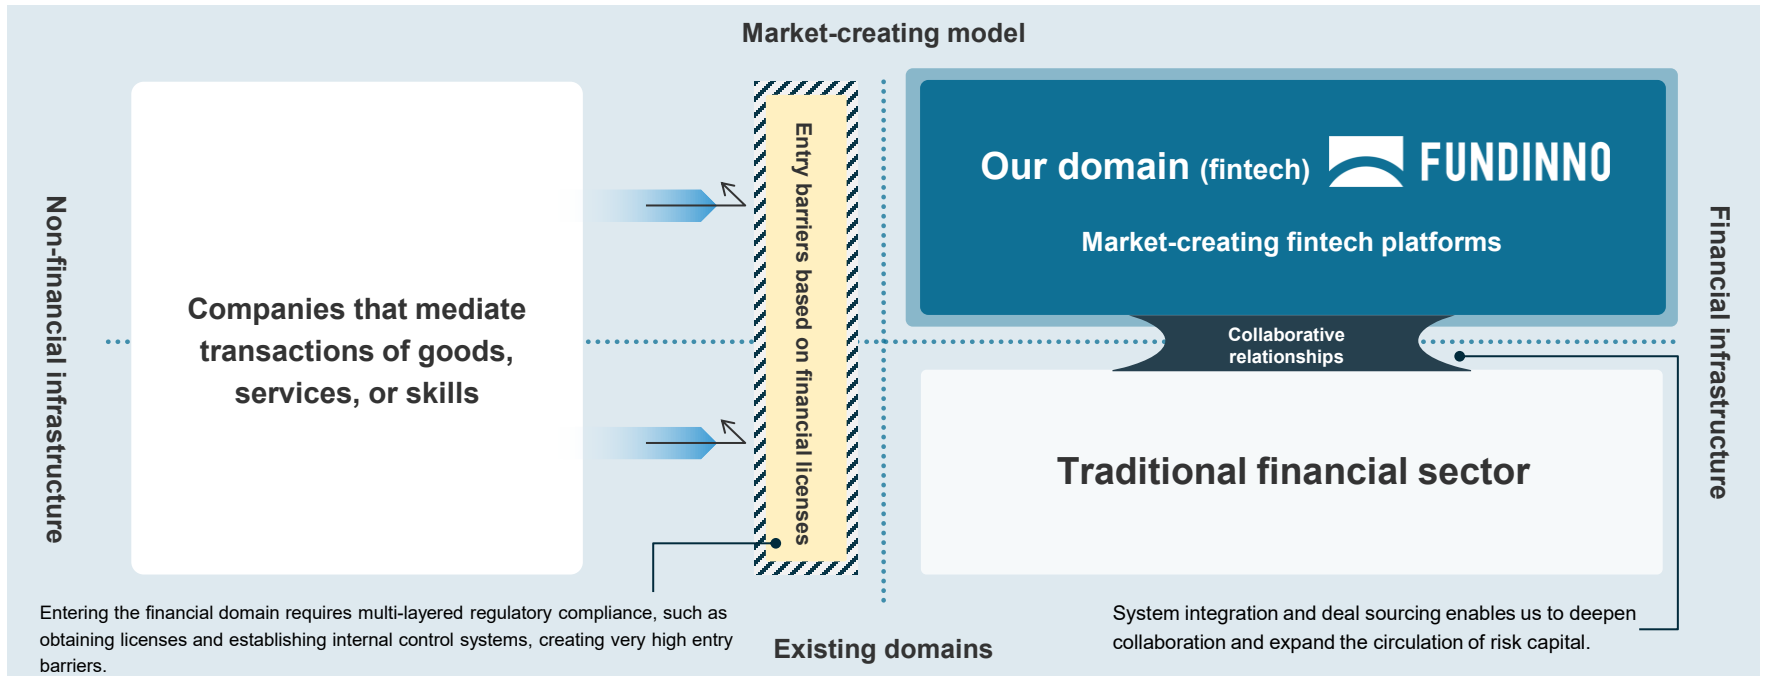 Market-creating model
Non-financial infrastructure
Companies that mediate
transactions of goods,
services, or skills
Entry barriers based on financial licenses
Our domain (fintech) FUNDINNO
Market-creating fintech platforms
Collaborative
relationships
Traditional financial sector
Financial infrastructure
Entering the financial domain requires multi-layered regulatory compliance, such as
obtaining licenses and establishing internal control systems, creating very high entry
barriers.
Existing domains
System integration and deal sourcing enables us to deepen
collaboration and expand the circulation of risk capital.